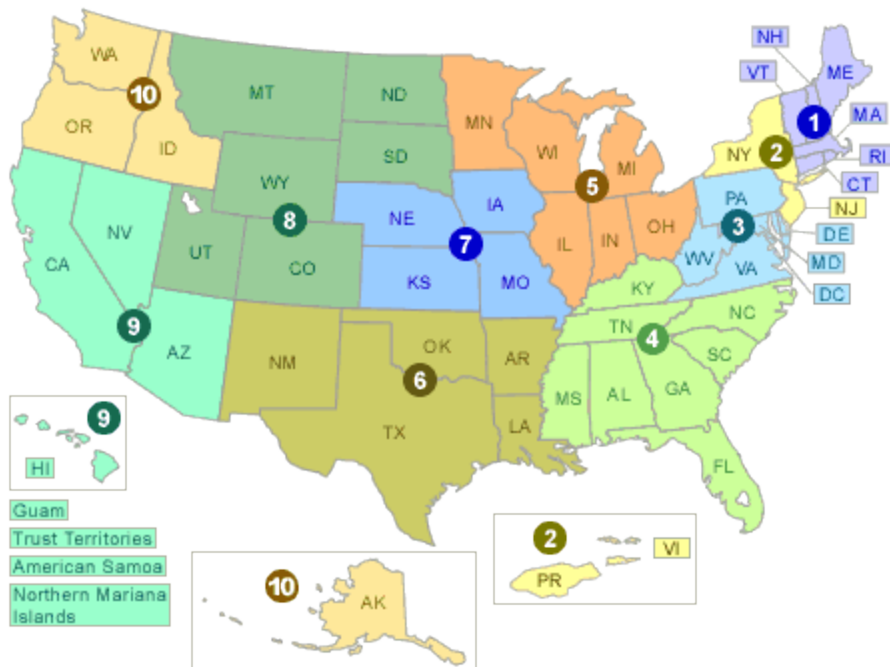 NH
WA
VT
ME
10
MT
ND
MN
1
MA
OR
ID
WI
MI
NY
2
RI
SD
CT
WY
5
PA
NJ
8
NE
IA
3
DE
NV
7
IL
IN
OH
WV
MD
UT
CO
VA
CA
KS
MO
DC
KY
9
NC
TN
AZ
NM
OK
AR
4
SC
6
MS
AL
GA
TX
LA
9
HI
FL
Guam
Trust Territories
American Samoa
Northern Mariana
Islands
2
VI
PR
10
AK